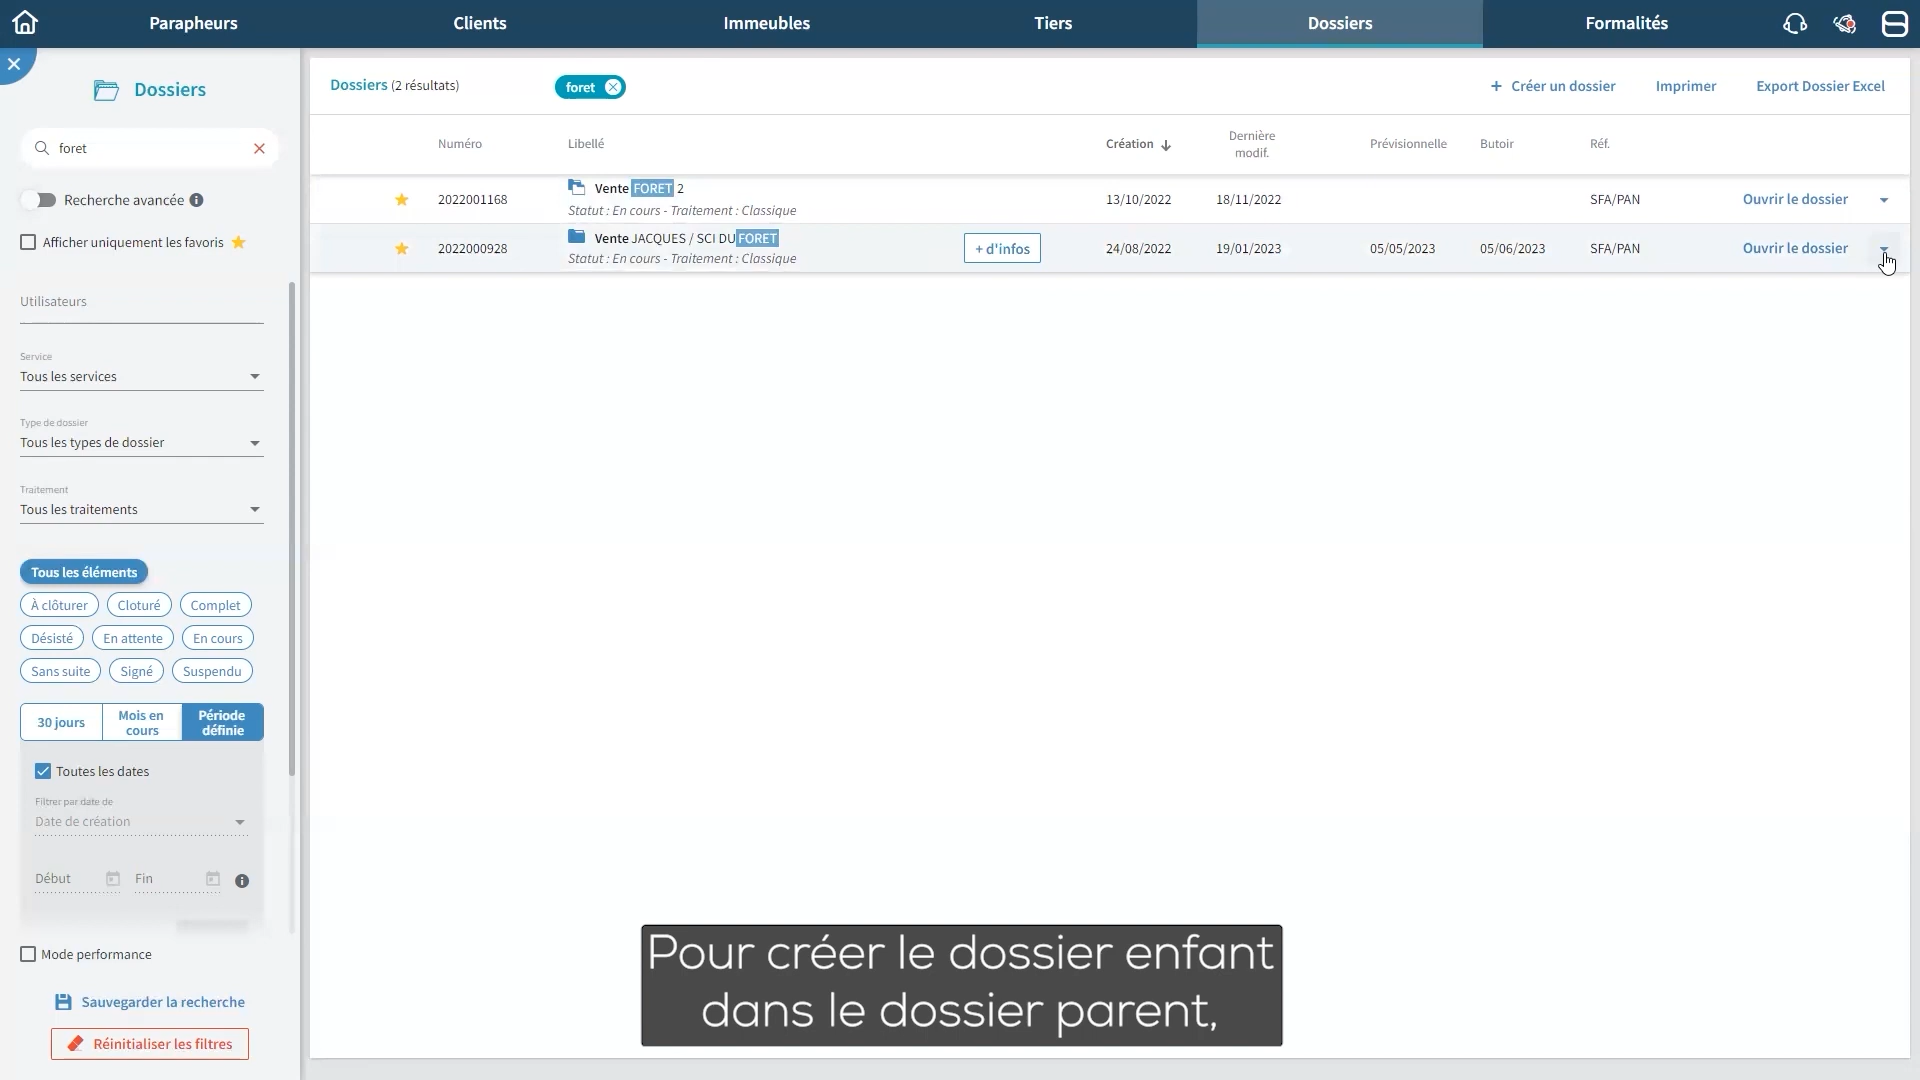 Parapheurs
Clients
Immeubles
Tiers
Dossiers
Formalités
Dossiers
foret
Recherche avancée
Afficher uniquement les favoris
Utilisateurs
Service
Tous les services
Type de dossier
Tous les types de dossier
Traitement
Tous les traitements
Tous les éléments
À clôturer
Cloturé
Complet
Désisté
En attente
En cours
Sans suite
Signé
Suspendu
30 jours
Mois en
cours
Période
définie
Toutes les dates
Filtrer par date de
Date de création
Début
Fin
Mode performance
Sauvegarder la recherche
Réinitialiser les filtres
Dossiers (2 résultats)
foret
+ Créer un dossier
Imprimer
Export Dossier Excel
Numéro
Libellé
Création
Dernière
modif.
Prévisionnelle
Butoir
Réf.
2022001168
Vente FORET 2
Statut : En cours - Traitement : Classique
13/10/2022
18/11/2022
SFA/PAN
Ouvrir le dossier
2022000928
Vente JACQUES / SCI DU FORET
Statut : En cours - Traitement : Classique
+ d'infos
24/08/2022
19/01/2023
05/05/2023
05/06/2023
SFA/PAN
Ouvrir le dossier
Pour créer le dossier enfant
dans le dossier parent,